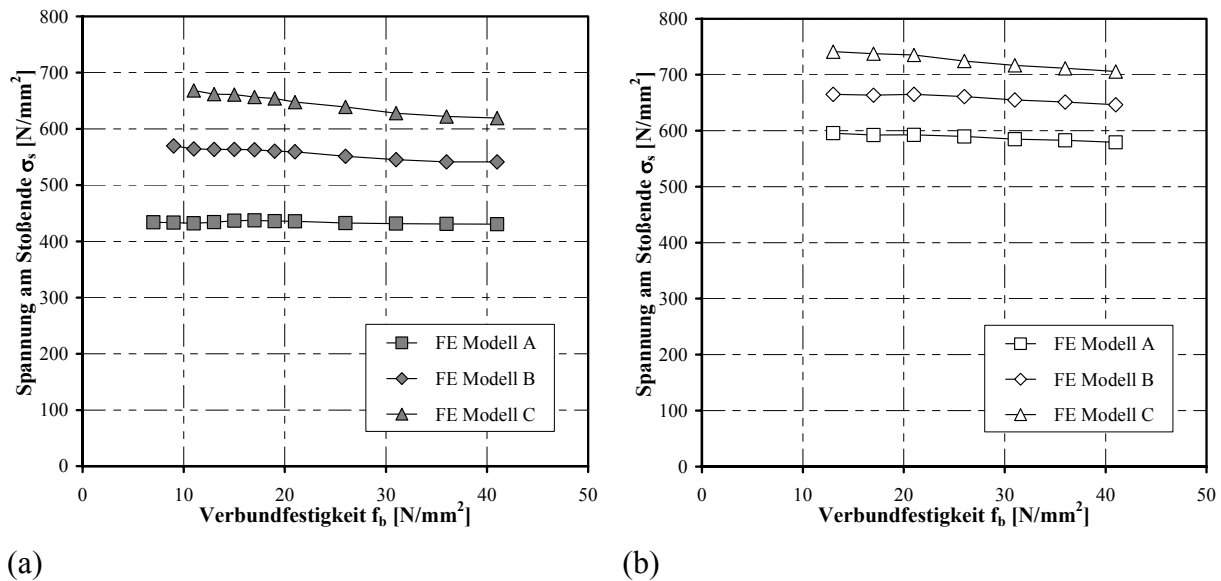 Spannung am Stoßende σs [N/mm²]
800
700
600
500
400
300
200
100
0
0 10 20 30 40 50
Verbundfestigkeit fb [N/mm²]
FE Modell A
FE Modell B
FE Modell C
(a)
Spannung am Stoßende σs [N/mm²]
800
700
600
500
400
300
200
100
0
0 10 20 30 40 50
Verbundfestigkeit fb [N/mm²]
FE Modell A
FE Modell B
FE Modell C
(b)